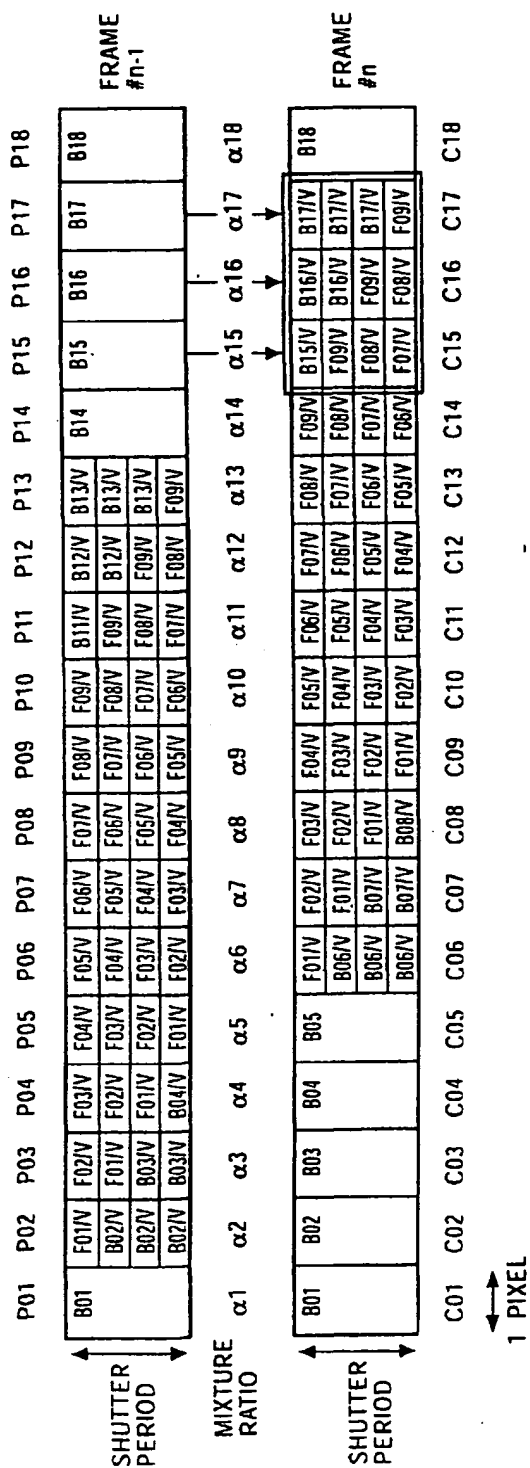 P01 P02 P03 P04 P05 P06 P07 P08 P09 P10 P11 P12 P13 P14 P15 P16 P17 P18
B01 F01/V F02/V F03/V F04/V F05/V F06/V F07/V F08/V F09/V B11/V B12/V B13/V B14 B15 B16 B17 B18
B02/V F01/V F02/V F03/V F04/V F05/V F06/V F07/V F08/V F09/V B12/V B13/V
B02/V B03/V F01/V F02/V F03/V F04/V F05/V F06/V F07/V F08/V F09/V B13/V
B02/V B03/V B04/V F01/V F02/V F03/V F04/V F05/V F06/V F07/V F08/V F09/V
SHUTTER
PERIOD
FRAME
#n-1
MIXTURE
RATIO
α1 α2 α3 α4 α5 α6 α7 α8 α9 α10 α11 α12 α13 α14 α15 α16 α17 α18
B01 B02 B03 B04 B05 F01/V F02/V F03/V F04/V F05/V F06/V F07/V F08/V F09/V B15/V B16/V B17/V B18
B06/V F01/V F02/V F03/V F04/V F05/V F06/V F07/V F08/V F09/V B16/V B17/V
B06/V B07/V F01/V F02/V F03/V F04/V F05/V F06/V F07/V F08/V F09/V B17/V
B06/V B07/V B08/V F01/V F02/V F03/V F04/V F05/V F06/V F07/V F08/V F09/V
SHUTTER
PERIOD
FRAME
#n
C01 C02 C03 C04 C05 C06 C07 C08 C09 C10 C11 C12 C13 C14 C15 C16 C17 C18
1 PIXEL